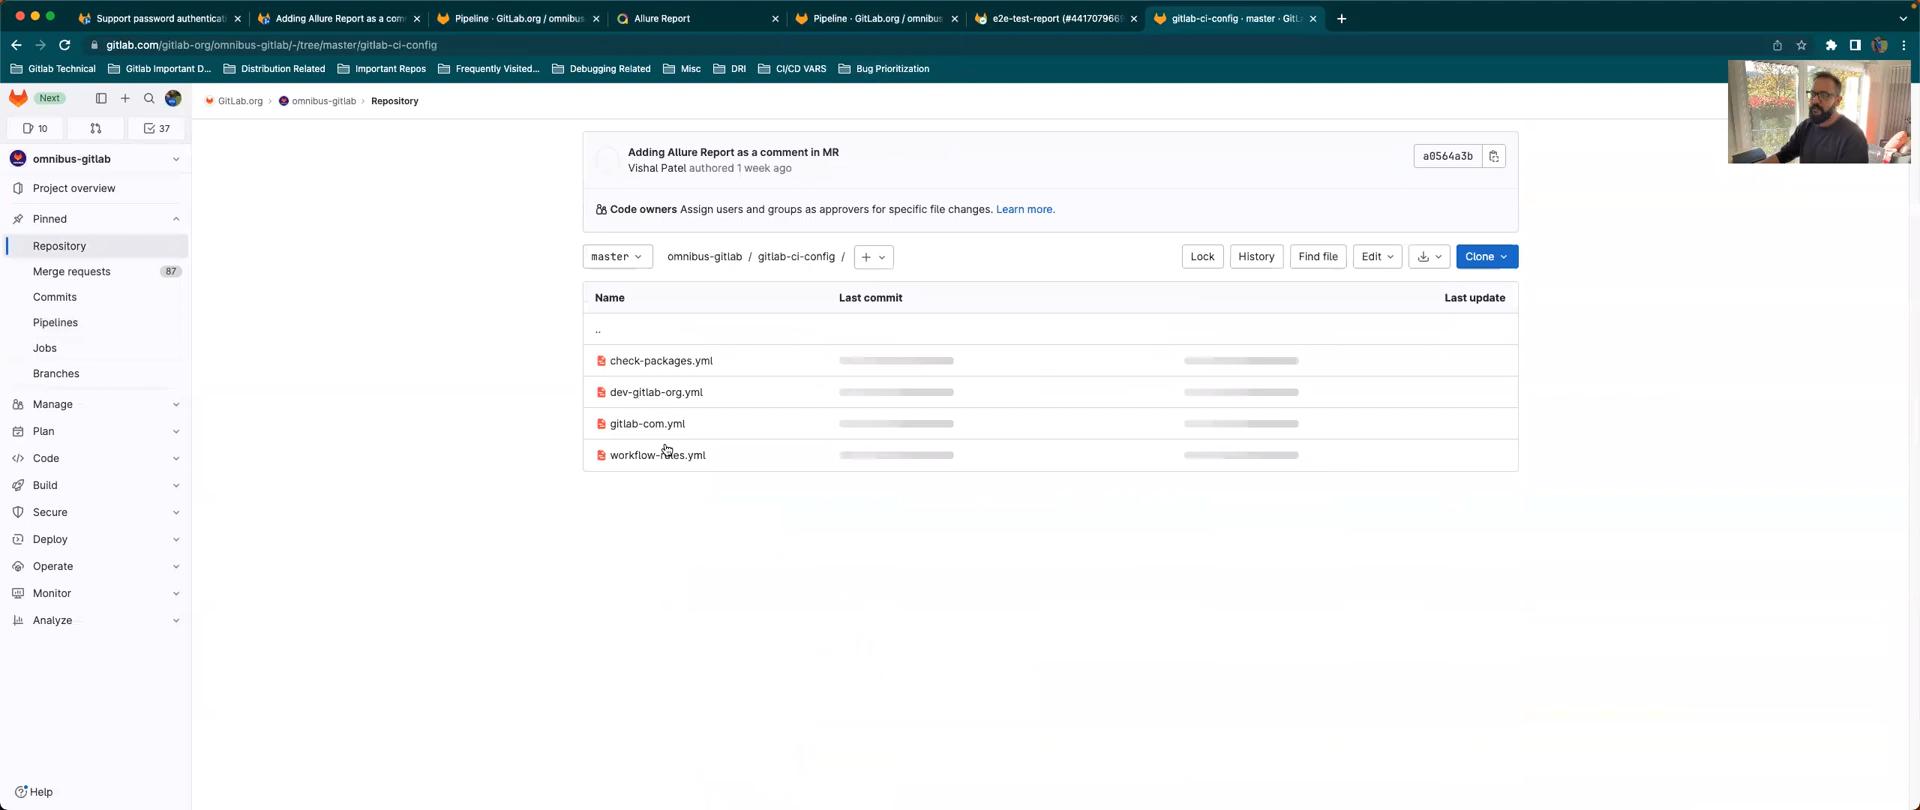 Support password authenticati
Adding Allure Report as a com
Pipeline · GitLab.org / omnibus
Allure Report
Pipeline · GitLab.org / omnibus
e2e-test-report (#4417079669
gitlab-ci-config · master · GitL
gitlab.com/gitlab-org/omnibus-gitlab/-/tree/master/gitlab-ci-config
Gitlab Technical
Gitlab Important D...
Distribution Related
Important Repos
Frequently Visited...
Debugging Related
Misc
DRI
CI/CD VARS
Bug Prioritization
Next
GitLab.org > omnibus-gitlab > Repository
10
37
omnibus-gitlab
Project overview
Pinned
Repository
Merge requests 87
Commits
Pipelines
Jobs
Branches
Manage
Plan
Code
Build
Secure
Deploy
Operate
Monitor
Analyze
Help
Adding Allure Report as a comment in MR
Vishal Patel authored 1 week ago
a0564a3b
Code owners Assign users and groups as approvers for specific file changes. Learn more.
master
omnibus-gitlab / gitlab-ci-config /
Lock
History
Find file
Edit
Clone
Name Last commit Last update
..
check-packages.yml
dev-gitlab-org.yml
gitlab-com.yml
workflow-rules.yml